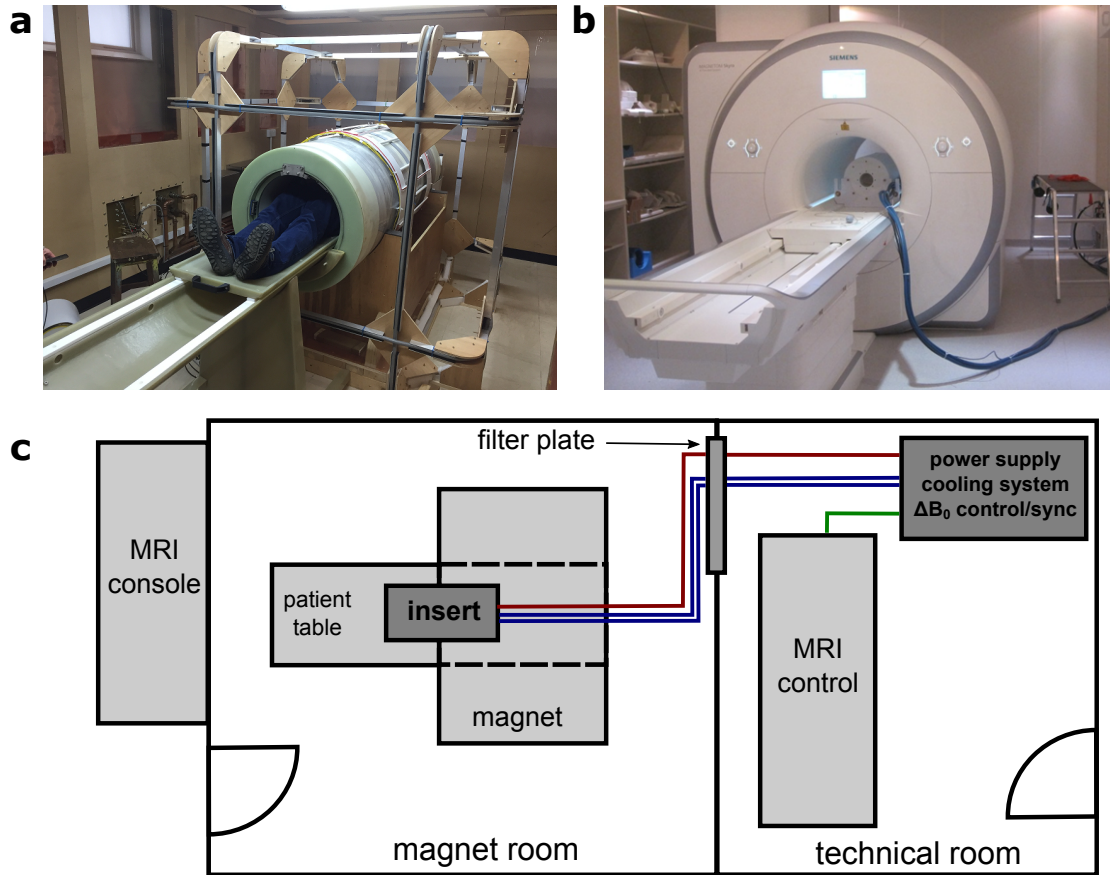 a
b
SIEMENS
c
filter plate
power supply
cooling system
ΔB₀ control/sync
MRI
console
patient
table
insert
magnet
MRI
control
magnet room
technical room